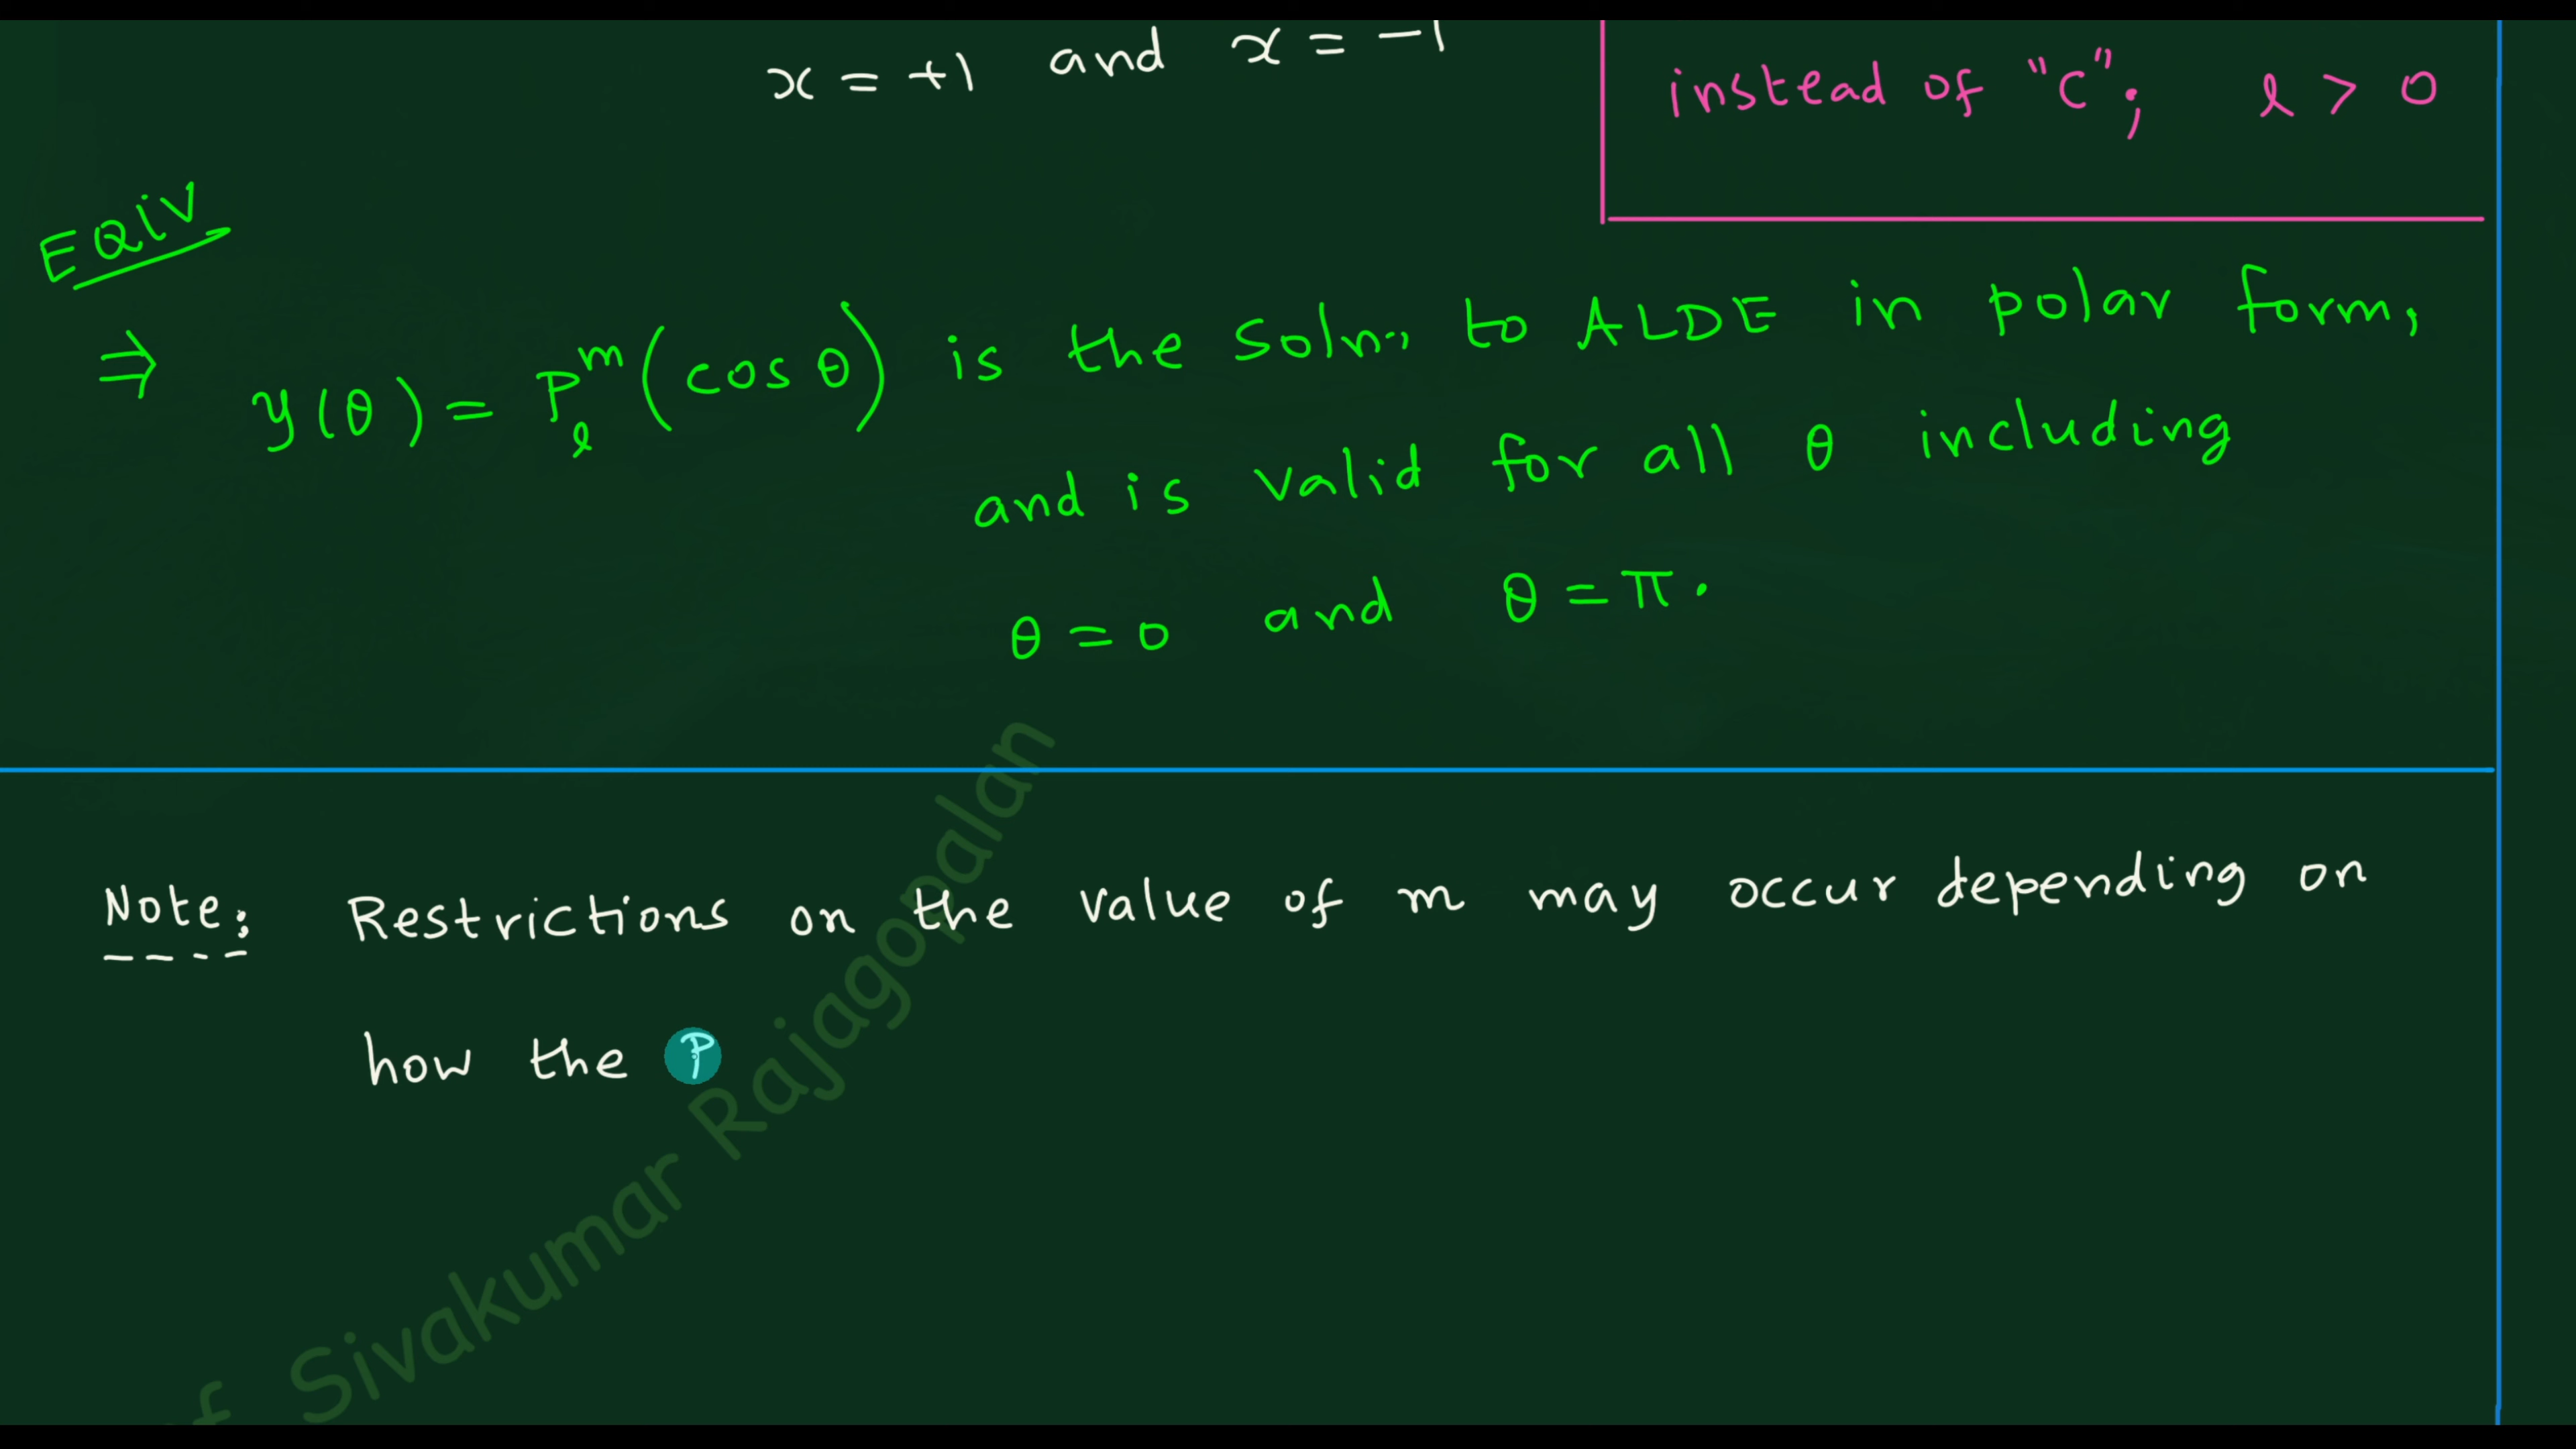 x = +1 and x = -1
instead of "c"; l > 0
EQiv
⇒ y(θ) = P_l^m (cos θ) is the soln., to ALDE in polar form,
and is valid for all θ including
θ = 0 and θ = π.
Note: Restrictions on the value of m may occur depending on
how the P
Sivakumar Rajagopalan